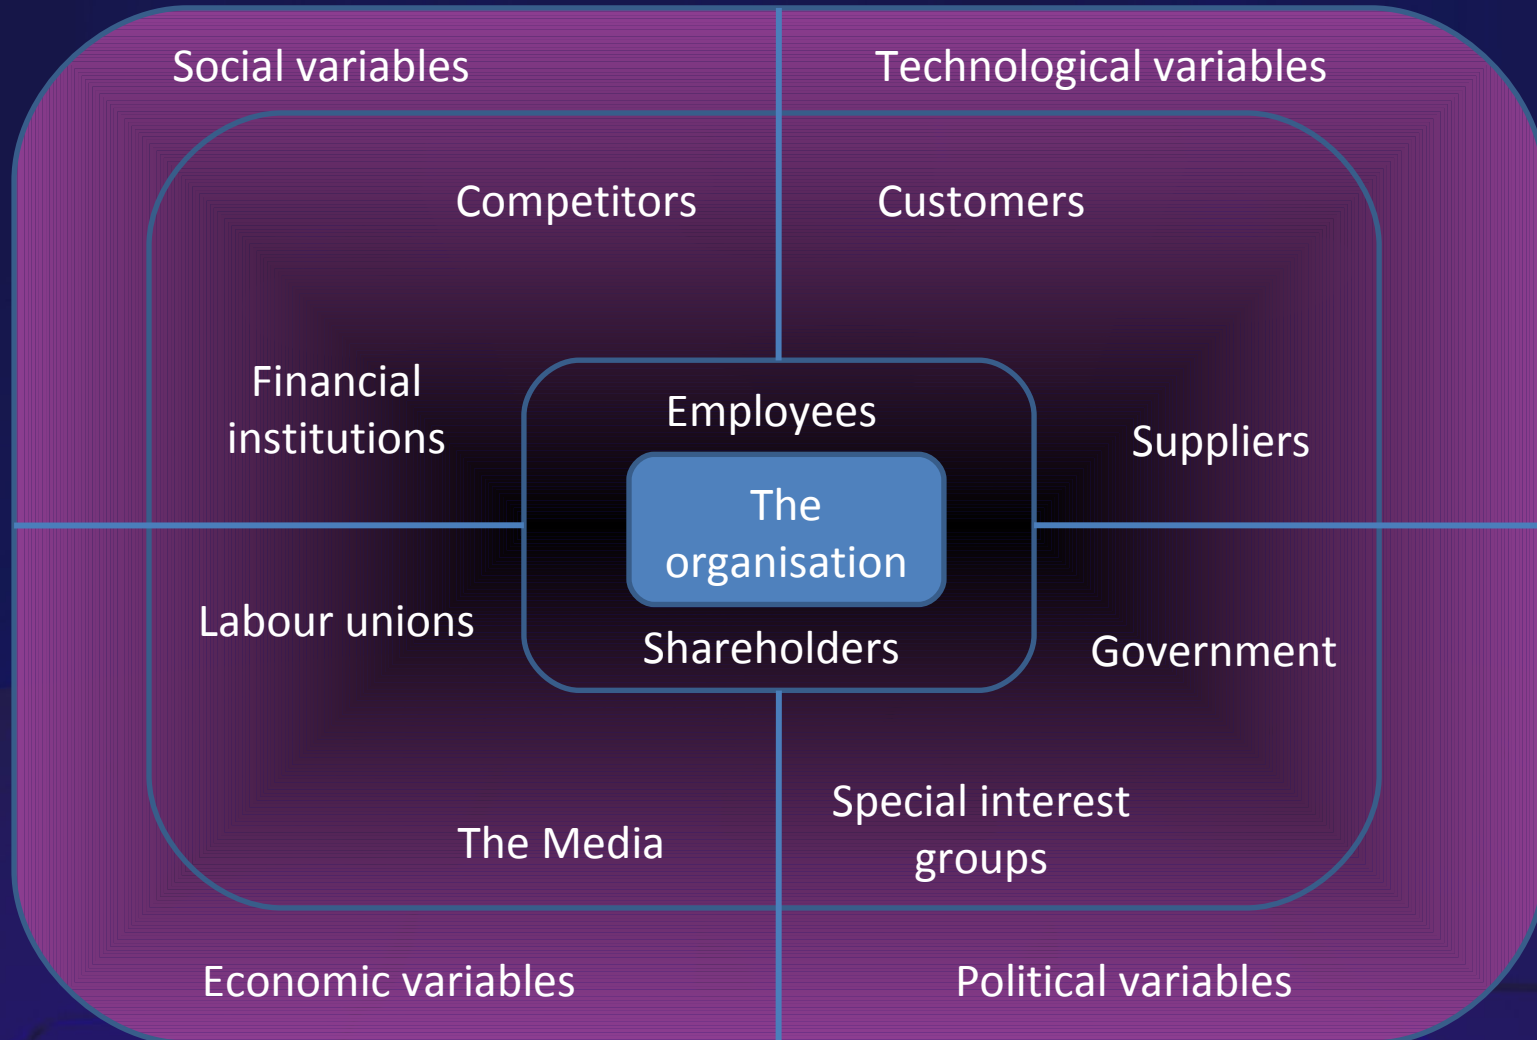 Social variables
Technological variables
Competitors
Customers
Financial
institutions
Employees
Suppliers
The
organisation
Labour unions
Shareholders
Government
The Media
Special interest
groups
Economic variables
Political variables